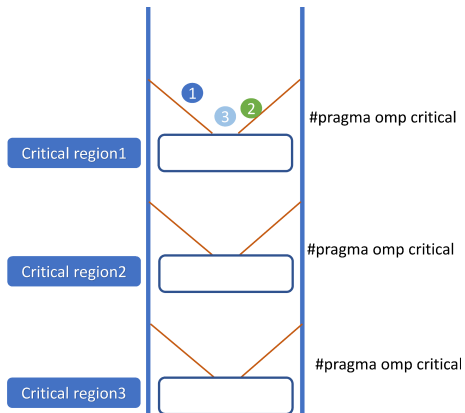 1
2
3
#pragma omp critical
Critical region1
#pragma omp critical
Critical region2
#pragma omp critical
Critical region3